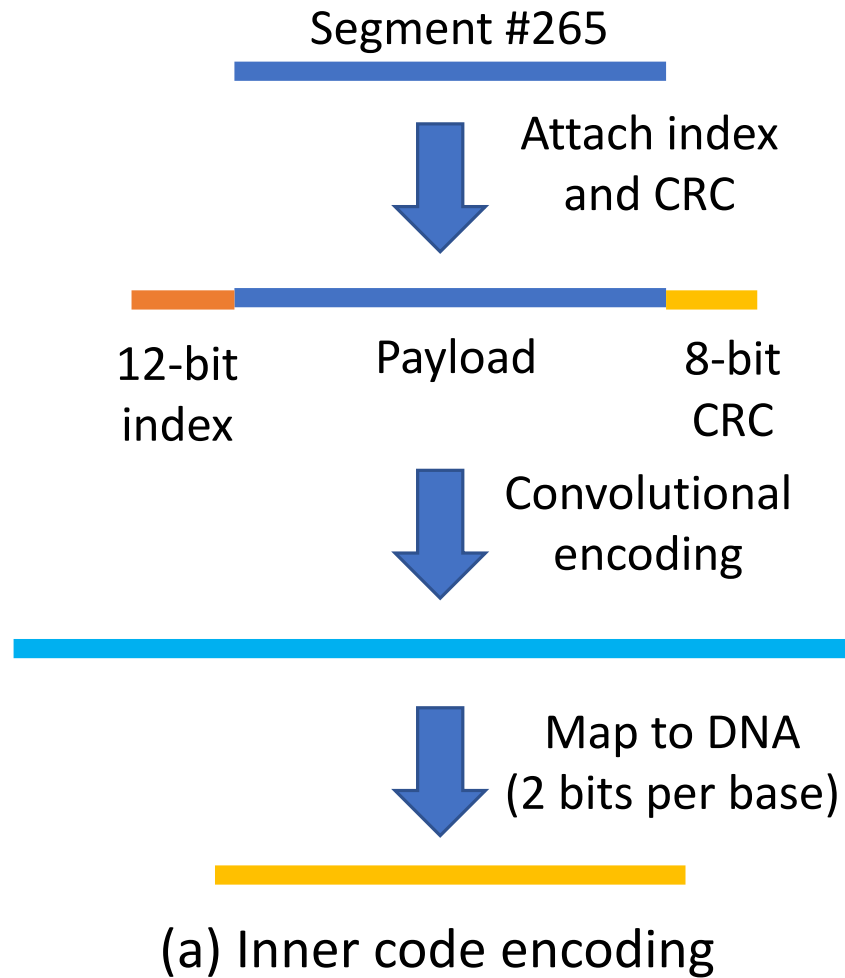 Segment #265
Attach index
and CRC
12-bit
index
Payload
8-bit
CRC
Convolutional
encoding
Map to DNA
(2 bits per base)
(a) Inner code encoding